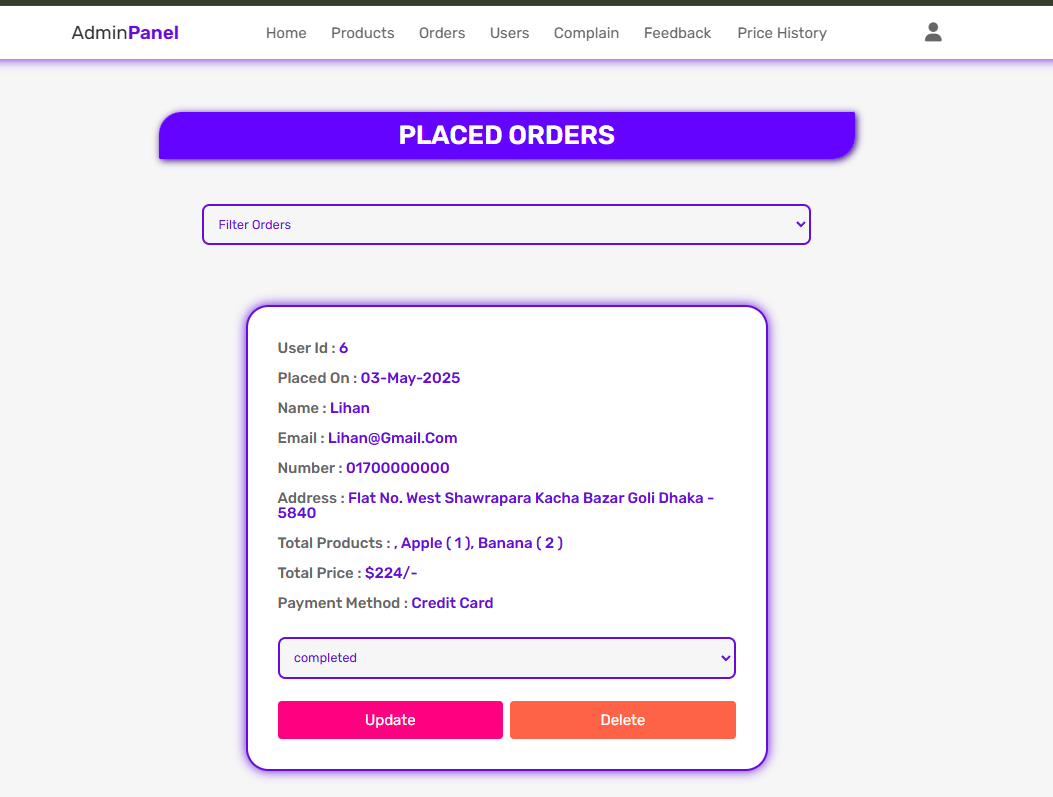 AdminPanel
Home Products Orders Users Complain Feedback Price History
PLACED ORDERS
Filter Orders
User Id : 6
Placed On : 03-May-2025
Name : Lihan
Email : Lihan@Gmail.Com
Number : 01700000000
Address : Flat No. West Shawrapara Kacha Bazar Goli Dhaka -
5840
Total Products : , Apple ( 1 ), Banana ( 2 )
Total Price : $224/-
Payment Method : Credit Card
completed
Update Delete